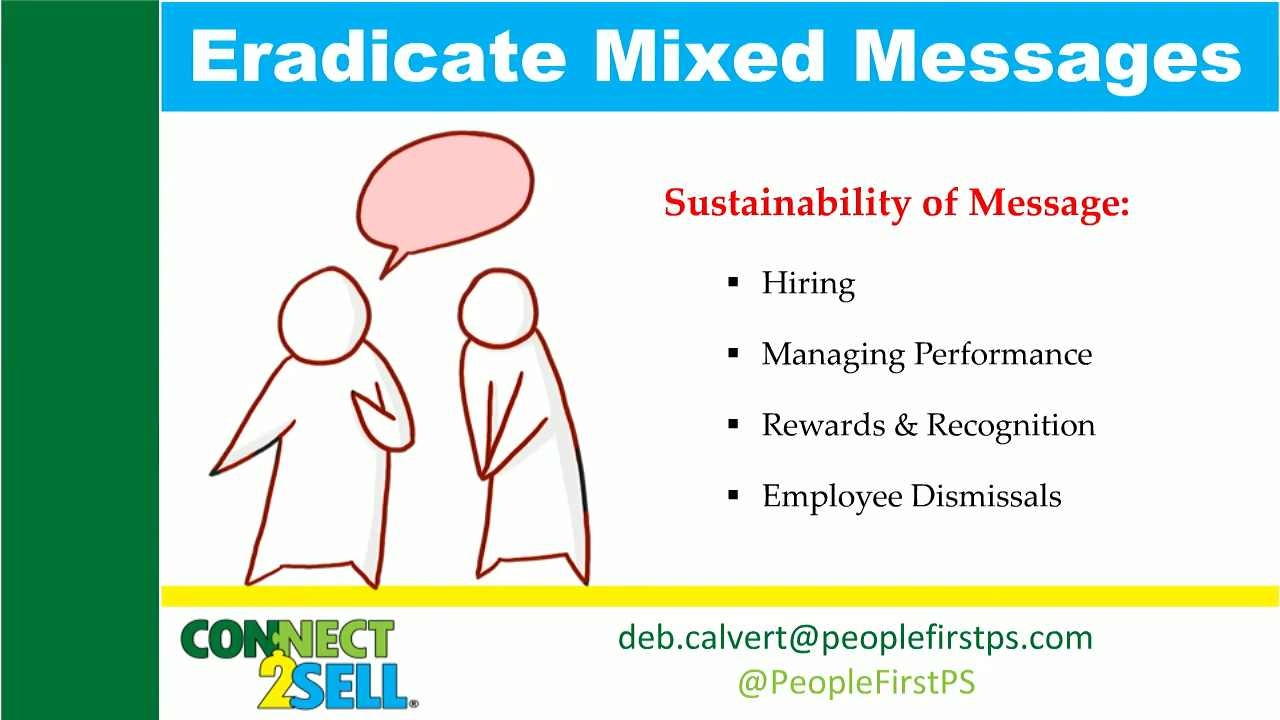 Eradicate Mixed Messages
Sustainability of Message:
▪ Hiring
▪ Managing Performance
▪ Rewards & Recognition
▪ Employee Dismissals
CONNECT
2SELL®
deb.calvert@peoplefirstps.com
@PeopleFirstPS